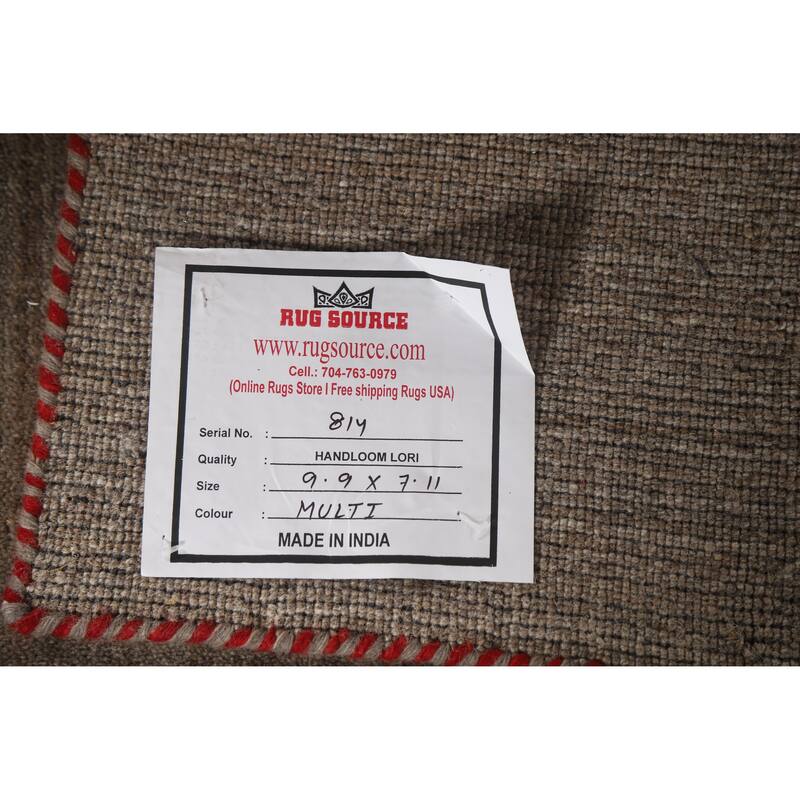 RUG SOURCE
www.rugsource.com
Cell.: 704-763-0979
(Online Rugs Store I Free shipping Rugs USA)
Serial No. : 814
Quality : HANDLOOM LORI
Size : 9.9 X 7.11
Colour : MULTI
MADE IN INDIA